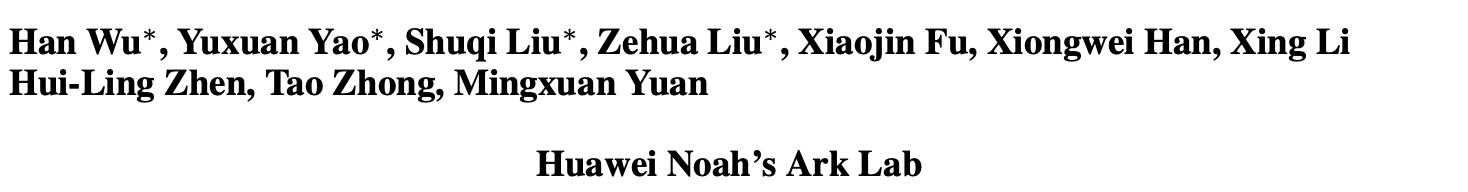 Han Wu*, Yuxuan Yao*, Shuqi Liu*, Zehua Liu*, Xiaojin Fu, Xiongwei Han, Xing Li
Hui-Ling Zhen, Tao Zhong, Mingxuan Yuan
Huawei Noah’s Ark Lab